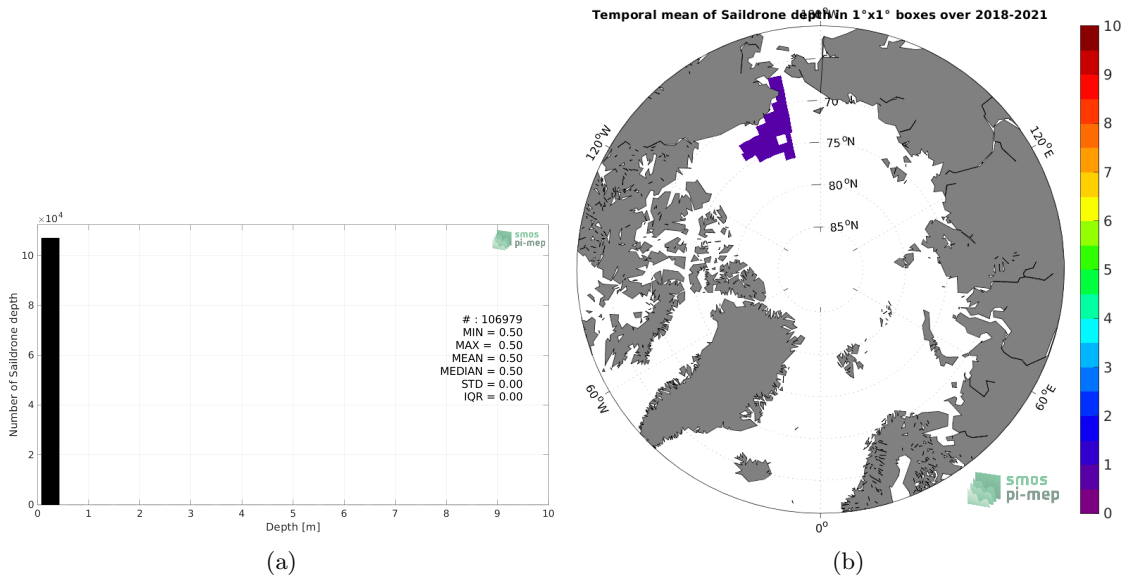 ×10⁴
10
8
6
4
2
0
Number of Saildrone depth
0 1 2 3 4 5 6 7 8 9 10
Depth [m]
smos
pi-mep
# : 106979
MIN = 0.50
MAX = 0.50
MEAN = 0.50
MEDIAN = 0.50
STD = 0.00
IQR = 0.00
(a)
Temporal mean of Saildrone depth in 1°x1° boxes over 2018-2021
120°W
120°E
70
75°N
80°N
85°N
60°W
60°E
0°
smos
pi-mep
10
9
8
7
6
5
4
3
2
1
0
(b)